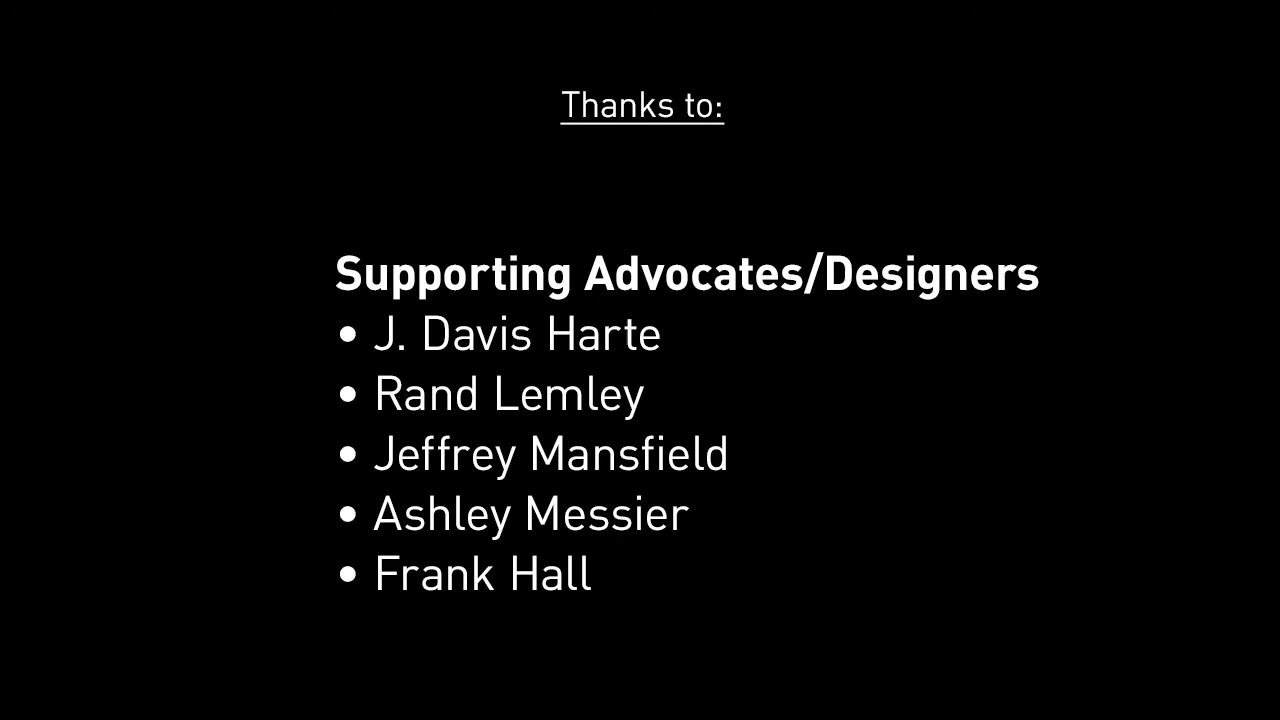 Thanks to:
Supporting Advocates/Designers
• J. Davis Harte
• Rand Lemley
• Jeffrey Mansfield
• Ashley Messier
• Frank Hall